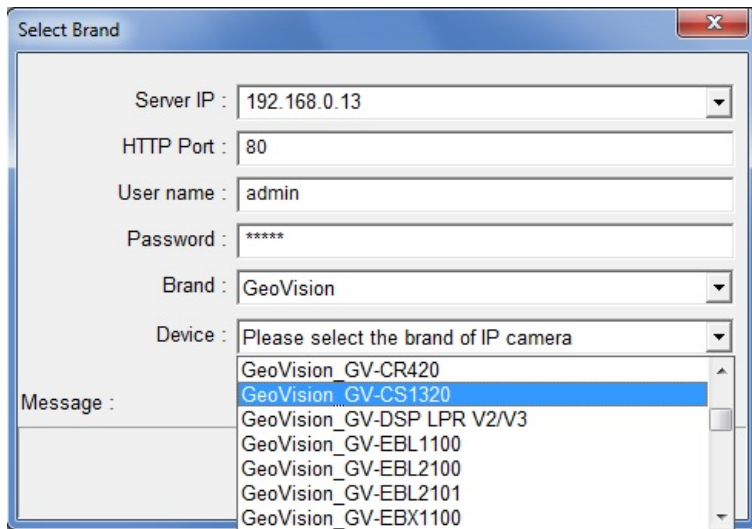 Select Brand
Server IP : 192.168.0.13
HTTP Port : 80
User name : admin
Password : *****
Brand : GeoVision
Device : Please select the brand of IP camera
GeoVision_GV-CR420
GeoVision_GV-CS1320
Message :
GeoVision_GV-DSP LPR V2/V3
GeoVision_GV-EBL1100
GeoVision_GV-EBL2100
GeoVision_GV-EBL2101
GeoVision_GV-EBX1100